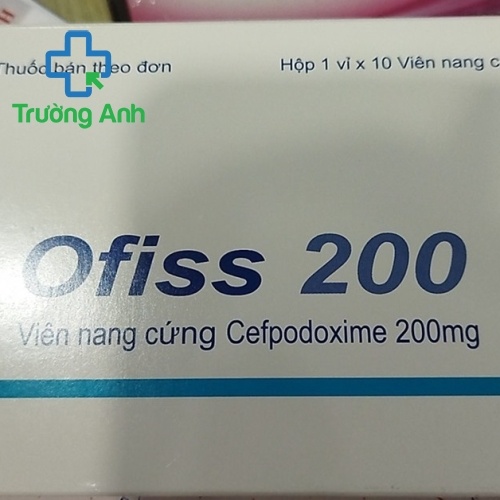 Thuốc bán theo đơn
Hộp 1 vỉ x 10 Viên nang c
Trường Anh
Ofiss 200
Viên nang cứng Cefpodoxime 200mg